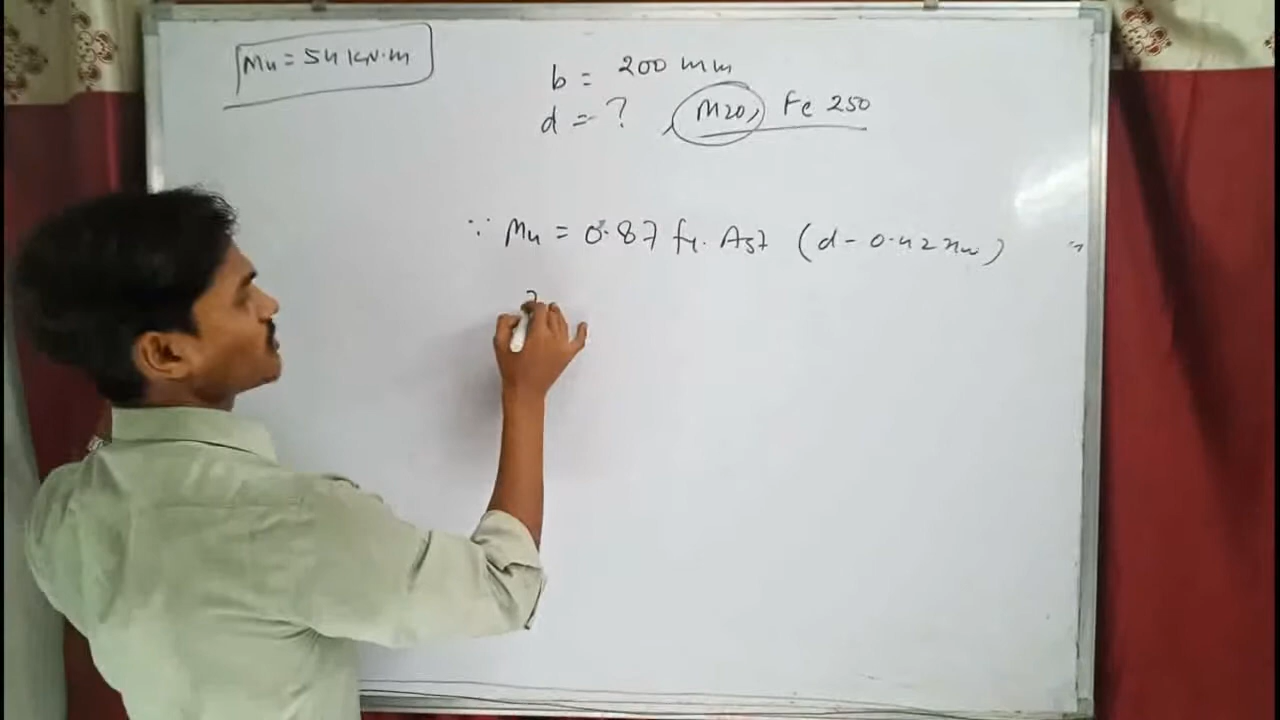 Mu = 54 kN.m
b = 200 mm
d = ? , M20, Fe 250
∵ Mu = 0.87 fy. Ast (d - 0.42 xu)